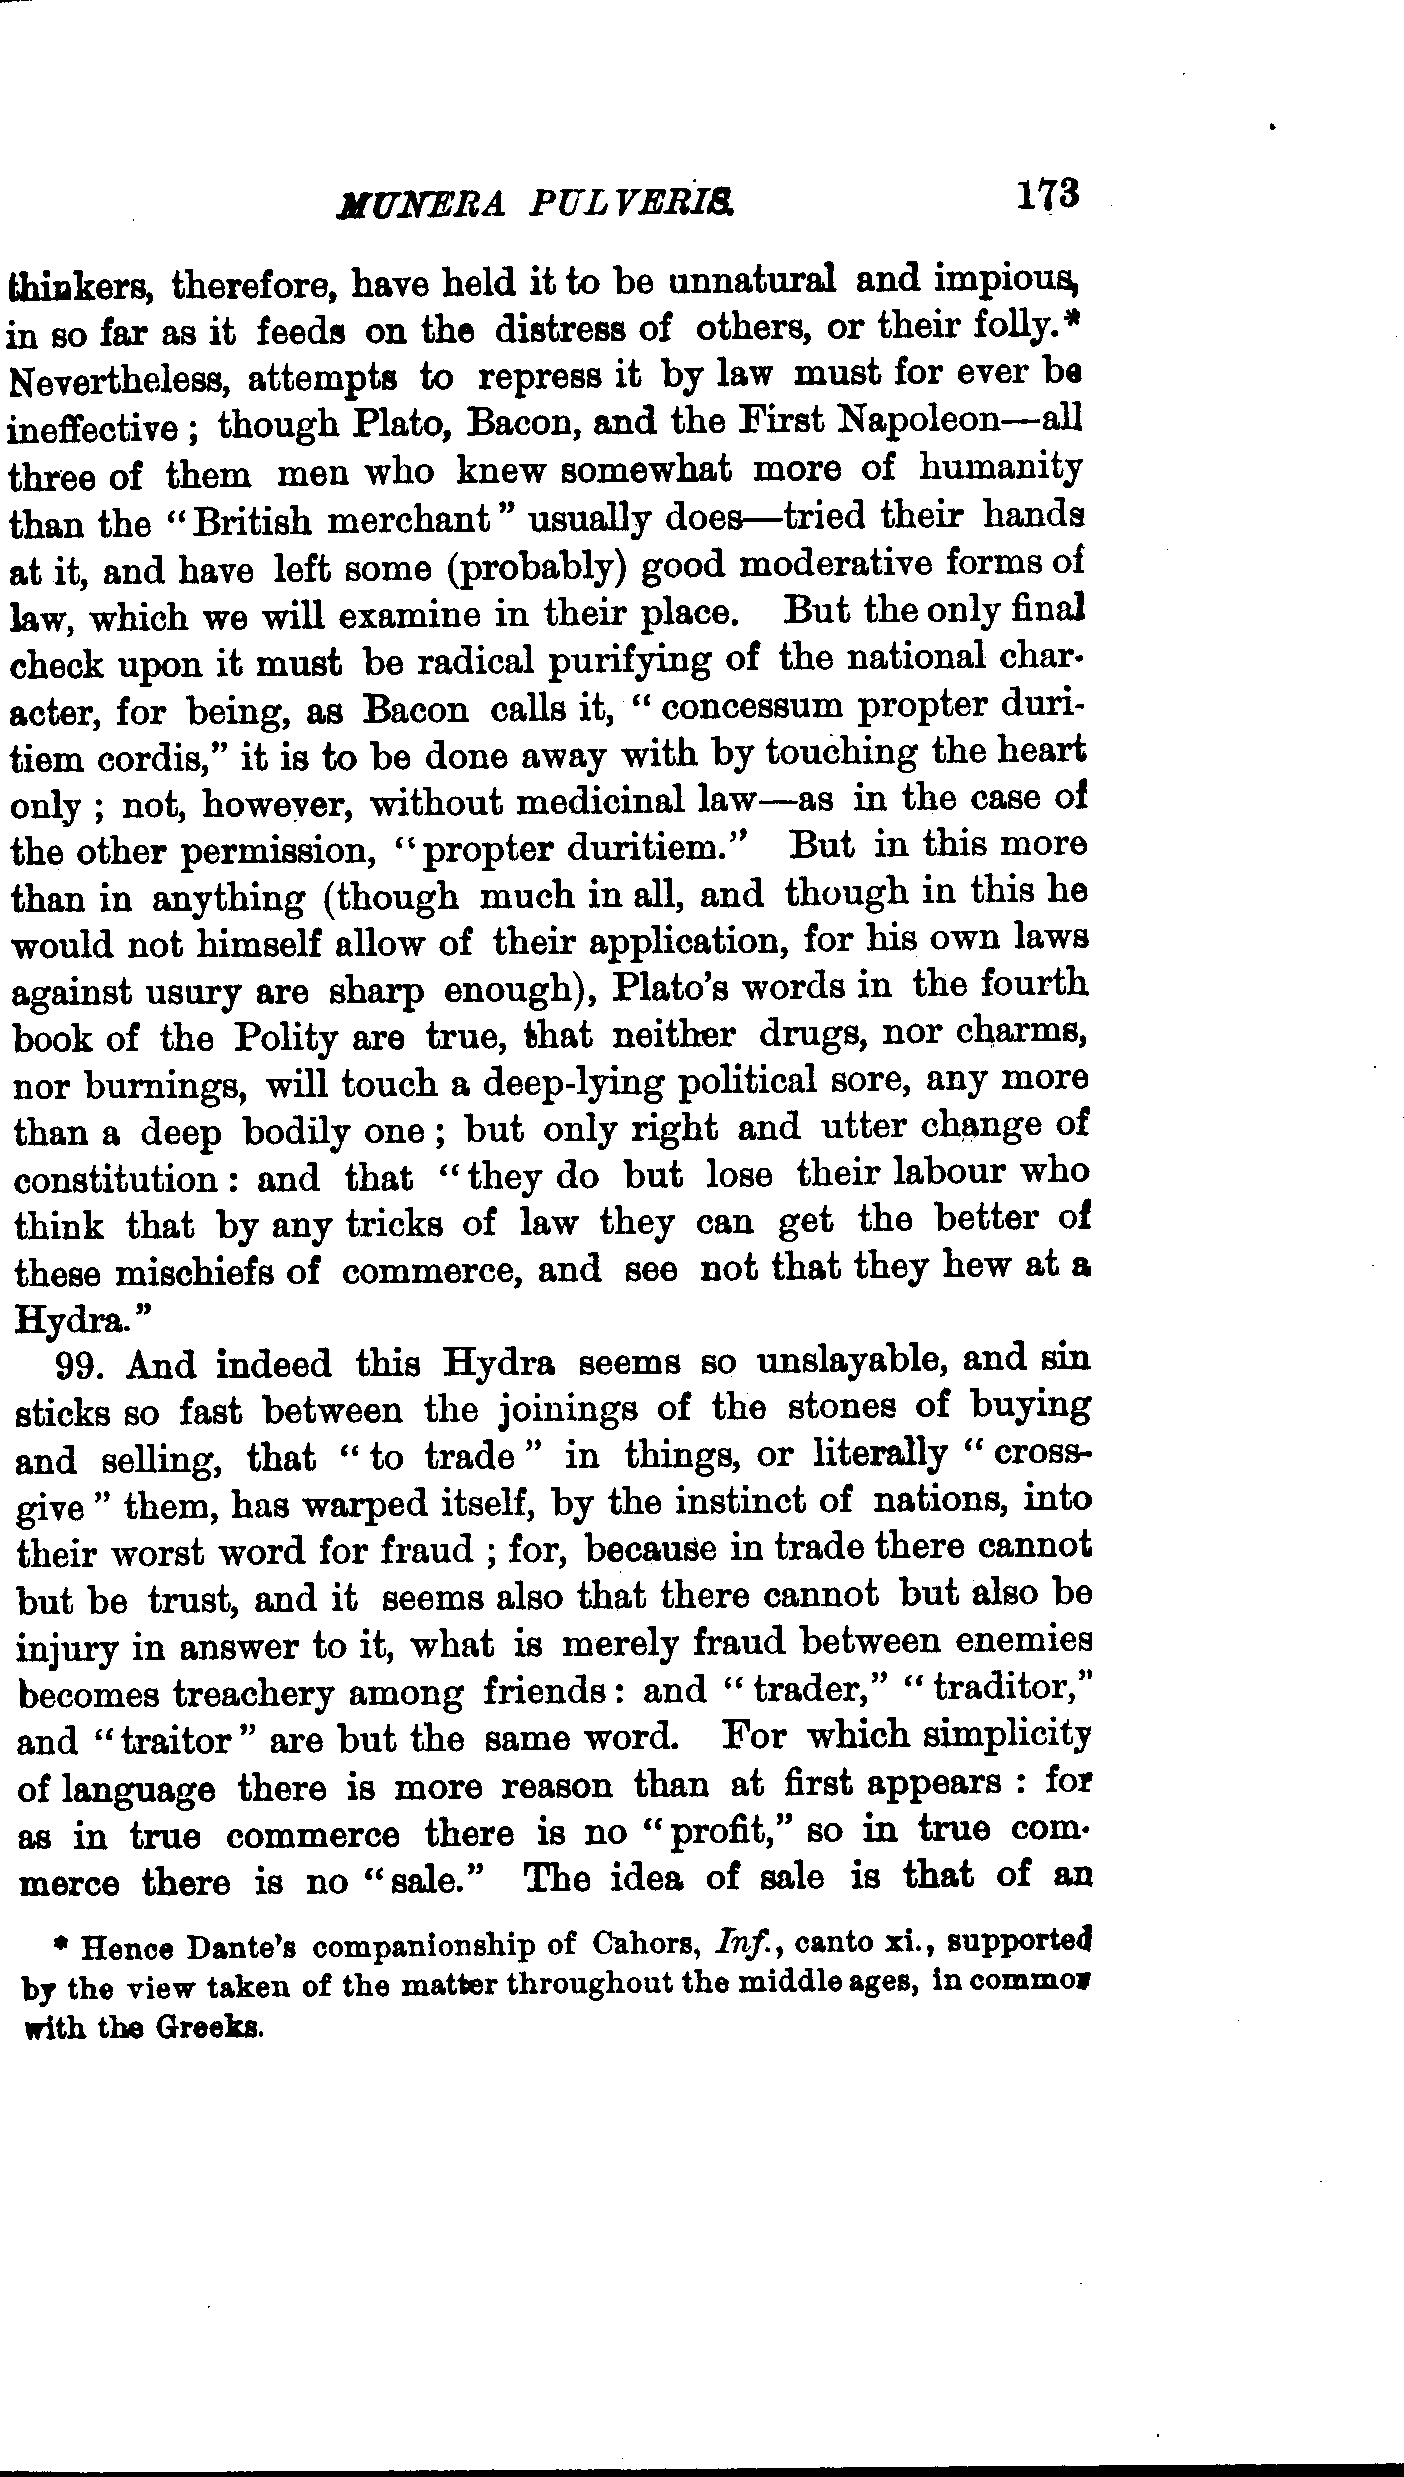 MUNERA PULVERIS. 173
thinkers, therefore, have held it to be unnatural and impious,
in so far as it feeds on the distress of others, or their folly.*
Nevertheless, attempts to repress it by law must for ever be
ineffective ; though Plato, Bacon, and the First Napoleon—all
three of them men who knew somewhat more of humanity
than the “British merchant” usually does—tried their hands
at it, and have left some (probably) good moderative forms of
law, which we will examine in their place. But the only final
check upon it must be radical purifying of the national char-
acter, for being, as Bacon calls it, “ concessum propter duri-
tiem cordis,” it is to be done away with by touching the heart
only ; not, however, without medicinal law—as in the case of
the other permission, “propter duritiem.” But in this more
than in anything (though much in all, and though in this he
would not himself allow of their application, for his own laws
against usury are sharp enough), Plato’s words in the fourth
book of the Polity are true, that neither drugs, nor charms,
nor burnings, will touch a deep-lying political sore, any more
than a deep bodily one ; but only right and utter change of
constitution : and that “they do but lose their labour who
think that by any tricks of law they can get the better of
these mischiefs of commerce, and see not that they hew at a
Hydra.”
99. And indeed this Hydra seems so unslayable, and sin
sticks so fast between the joinings of the stones of buying
and selling, that “ to trade ” in things, or literally “ cross-
give ” them, has warped itself, by the instinct of nations, into
their worst word for fraud ; for, because in trade there cannot
but be trust, and it seems also that there cannot but also be
injury in answer to it, what is merely fraud between enemies
becomes treachery among friends : and “ trader,” “ traditor,”
and “traitor” are but the same word. For which simplicity
of language there is more reason than at first appears : for
as in true commerce there is no “profit,” so in true com-
merce there is no “sale.” The idea of sale is that of an
* Hence Dante’s companionship of Cahors, Inf., canto xi., supported
by the view taken of the matter throughout the middle ages, in common
with the Greeks.